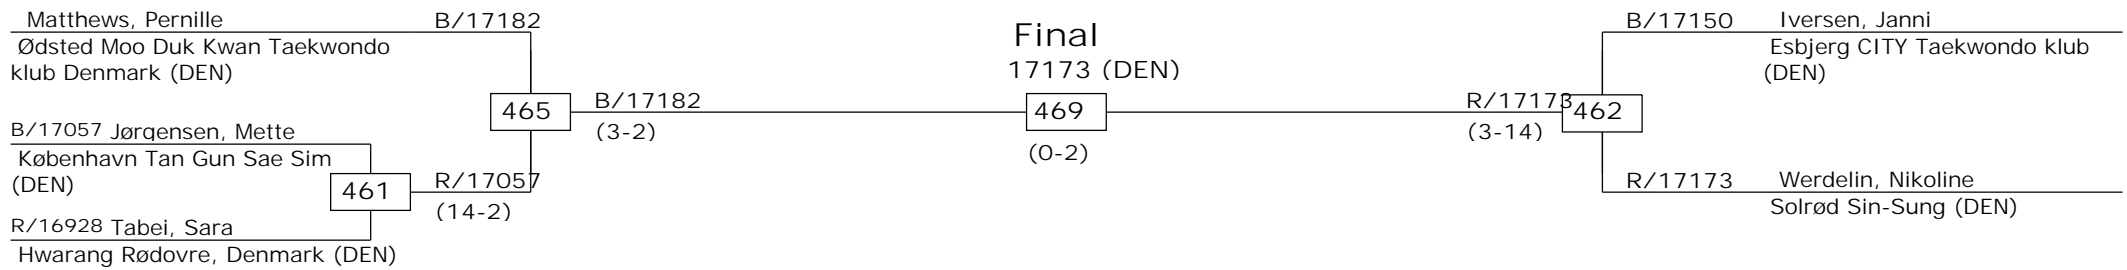 Matthews, Pernille
B/17182
Ødsted Moo Duk Kwan Taekwondo
klub Denmark (DEN)
B/17057 Jørgensen, Mette
København Tan Gun Sae Sim
(DEN)
R/16928 Tabei, Sara
Hwarang Rødovre, Denmark (DEN)
461
R/17057
(14-2)
465
B/17182
(3-2)
Final
17173 (DEN)
469
(0-2)
R/17173
(3-14)
462
B/17150
Iversen, Janni
Esbjerg CITY Taekwondo klub
(DEN)
R/17173
Werdelin, Nikoline
Solrød Sin-Sung (DEN)